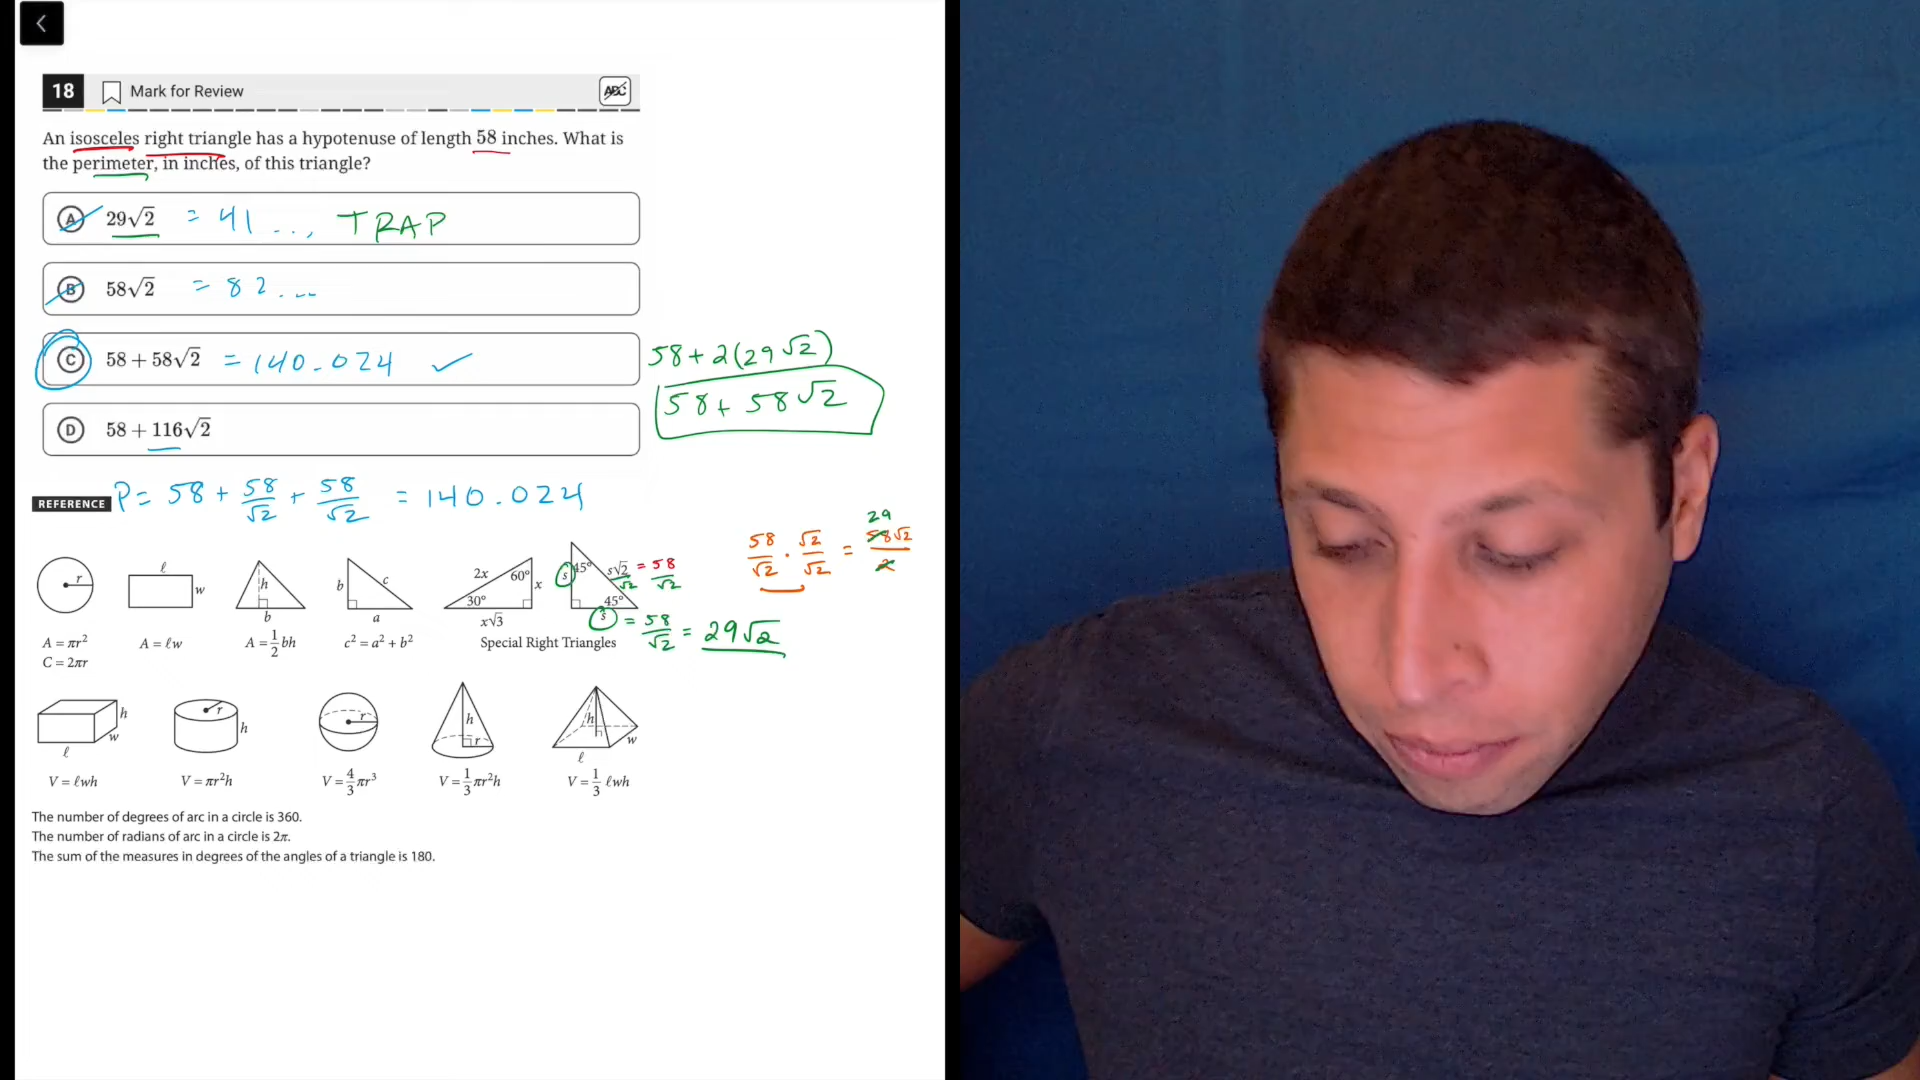 18 Mark for Review ABC
An isosceles right triangle has a hypotenuse of length 58 inches. What is
the perimeter, in inches, of this triangle?
A 29√2 = 41 ... TRAP
B 58√2 = 82 ...
C 58 + 58√2 = 140.024 ✓
58 + 2(29√2)
58 + 58√2
D 58 + 116√2
REFERENCE P = 58 + 58/√2 + 58/√2 = 140.024
58/√2 · √2/√2 = 58√2/2 29
r
ℓ w
h b
b c a
2x 60° x 30° x√3
s 45° s√2/√2 = 58/√2
45° s = 58/√2 = 29√2
A = πr²
C = 2πr
A = ℓw
A = 1/2 bh
c² = a² + b²
Special Right Triangles
h w ℓ
r h
r
h r
h w ℓ
V = ℓwh
V = πr²h
V = 4/3 πr³
V = 1/3 πr²h
V = 1/3 ℓwh
The number of degrees of arc in a circle is 360.
The number of radians of arc in a circle is 2π.
The sum of the measures in degrees of the angles of a triangle is 180.